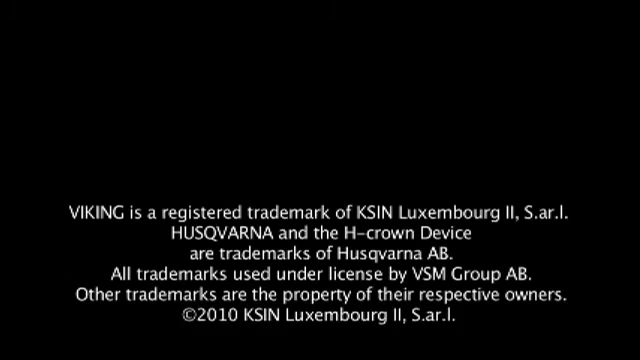 VIKING is a registered trademark of KSIN Luxembourg II, S.ar.l.
HUSQVARNA and the H-crown Device
are trademarks of Husqvarna AB.
All trademarks used under license by VSM Group AB.
Other trademarks are the property of their respective owners.
©2010 KSIN Luxembourg II, S.ar.l.